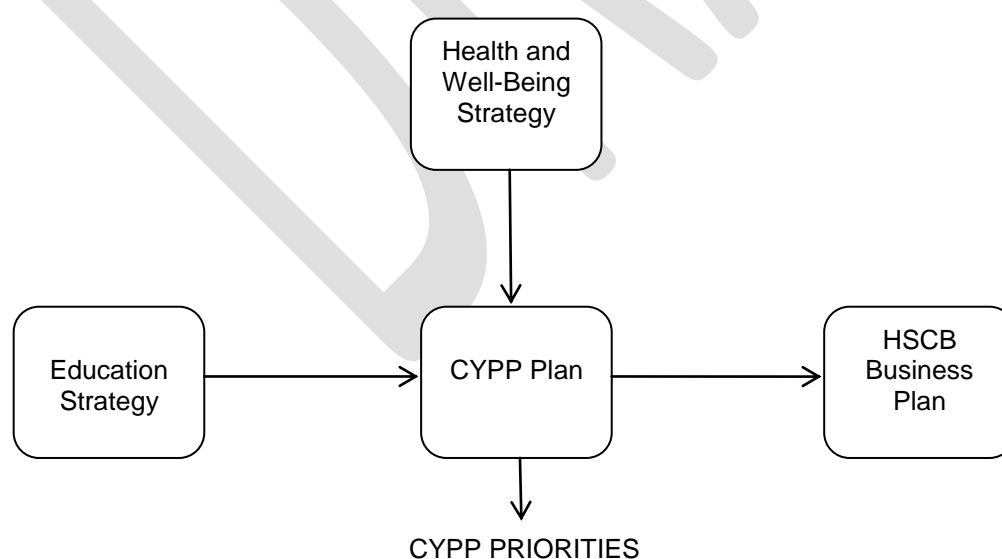 Health and
Well-Being
Strategy
Education
Strategy
CYPP Plan
HSCB
Business
Plan
CYPP PRIORITIES